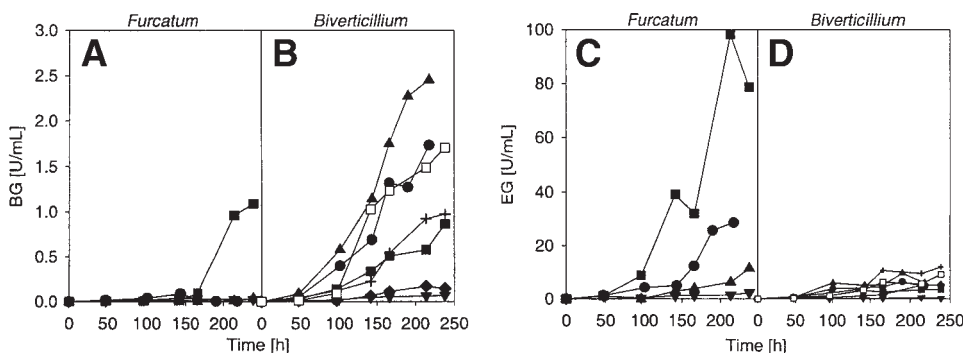 Furcatum Biverticillium
A B
BG [U/mL]
3.0
2.5
2.0
1.5
1.0
0.5
0.0
0 50 100 150 200 0 50 100 150 200 250
Time [h]
Furcatum Biverticillium
C D
EG [U/mL]
100
80
60
40
20
0
0 50 100 150 200 0 50 100 150 200 250
Time [h]